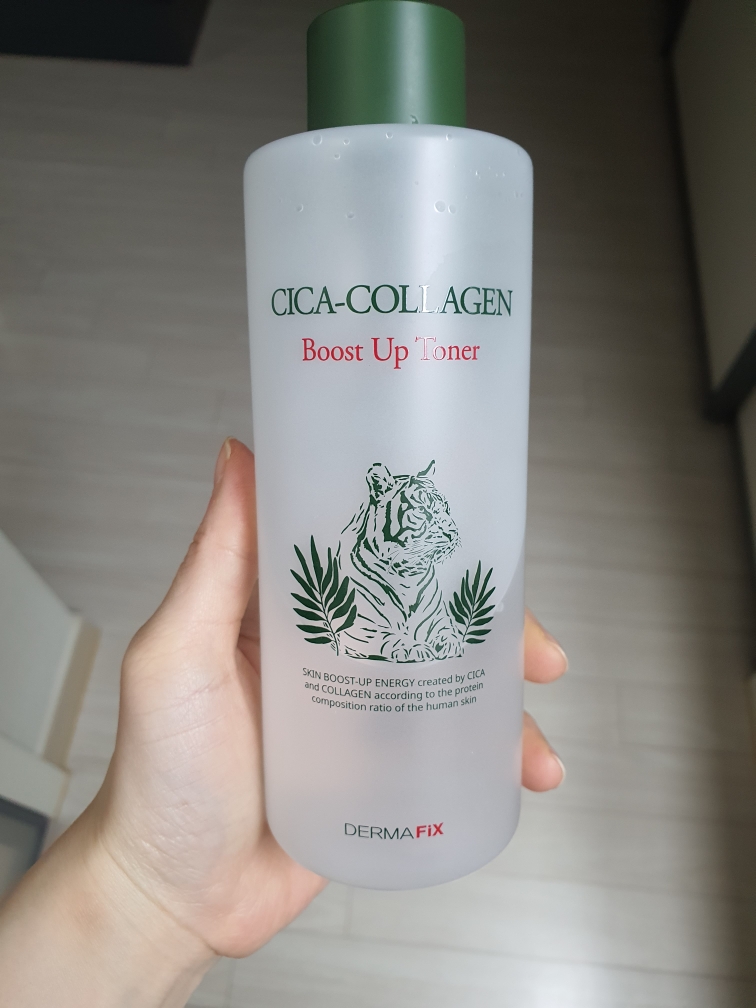 CICA-COLLAGEN
Boost Up Toner
SKIN BOOST-UP ENERGY created by CICA
and COLLAGEN according to the protein
composition ratio of the human skin
DERMAFiX